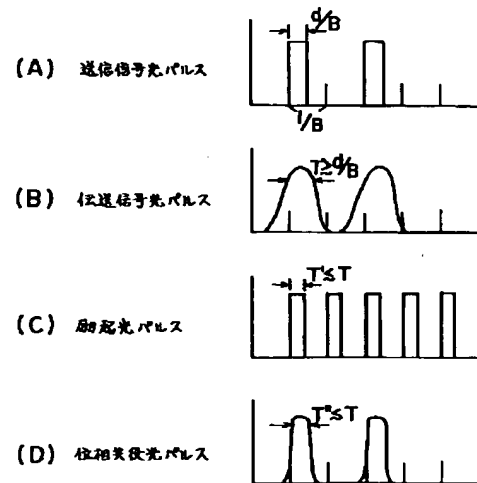 (A) 送信信号光パルス
d/B
1/B
(B) 伝送信号光パルス
T≳d/B
(C) 励起光パルス
T'≲T
(D) 位相共役光パルス
T"≲T